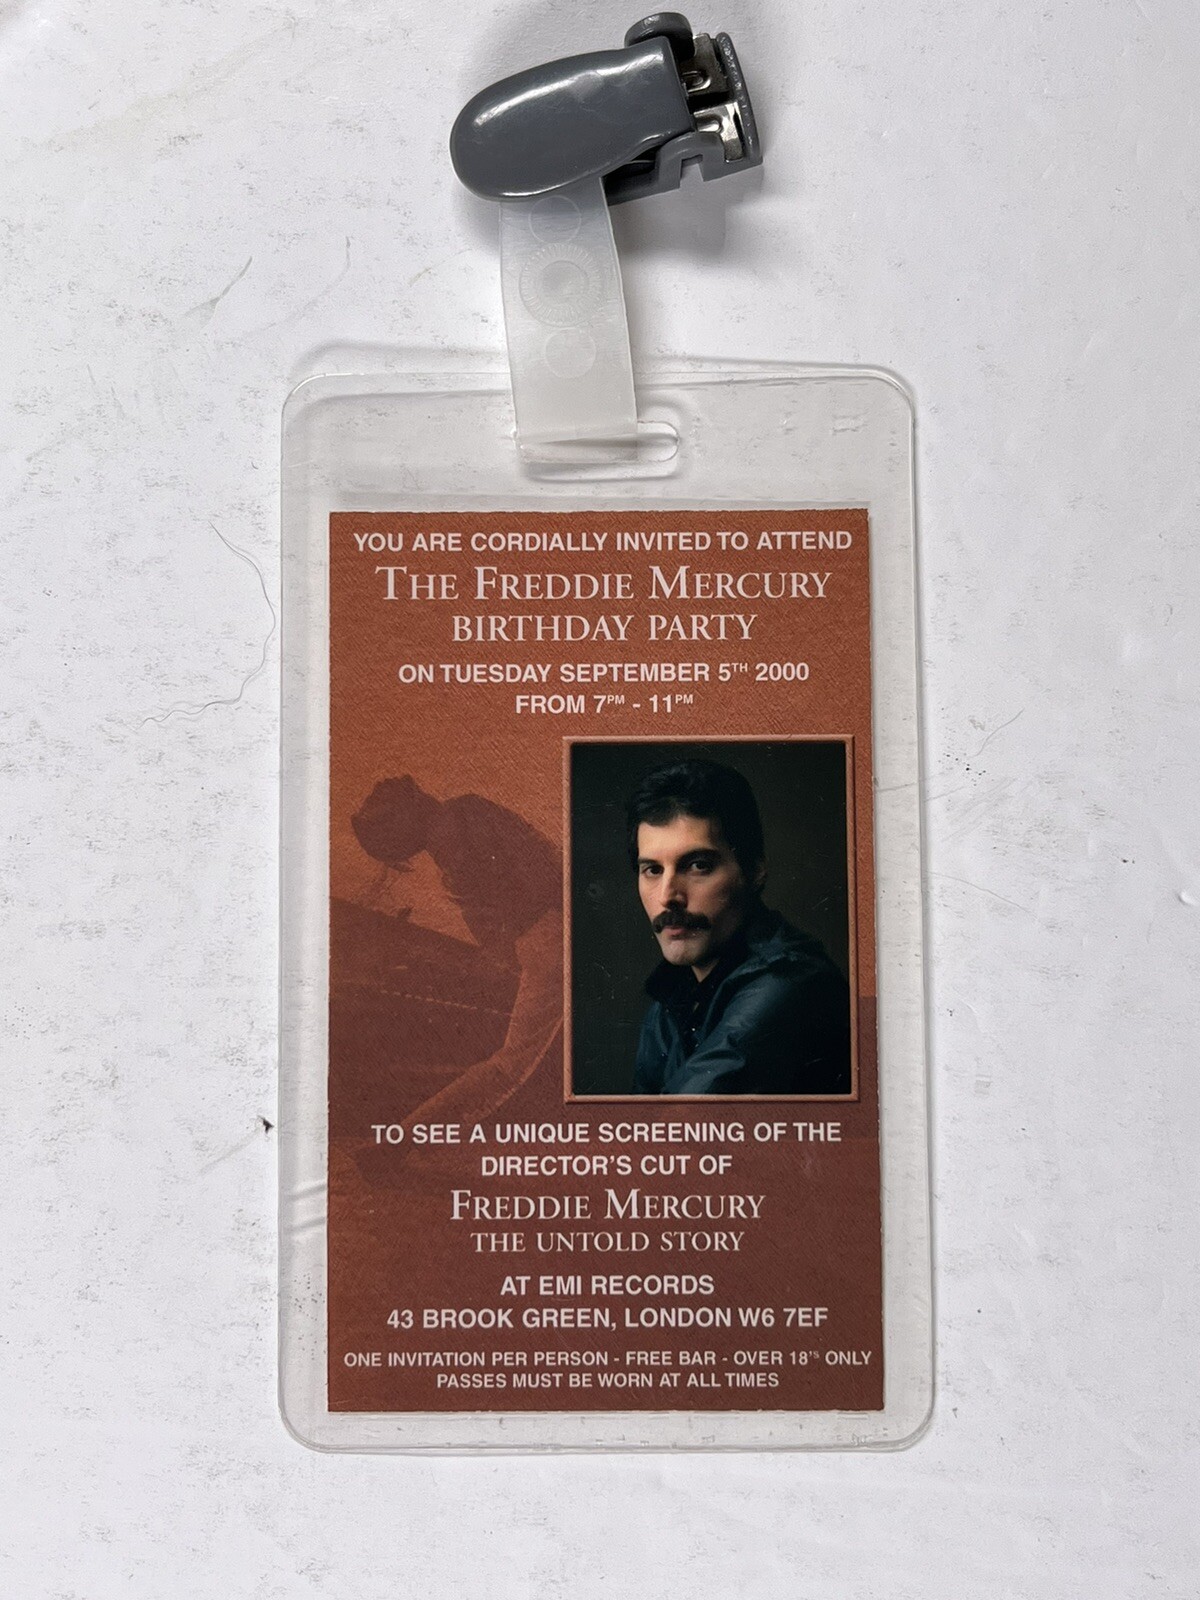 YOU ARE CORDIALLY INVITED TO ATTEND
THE FREDDIE MERCURY
BIRTHDAY PARTY
ON TUESDAY SEPTEMBER 5TH 2000
FROM 7PM - 11PM
TO SEE A UNIQUE SCREENING OF THE
DIRECTOR'S CUT OF
FREDDIE MERCURY
THE UNTOLD STORY
AT EMI RECORDS
43 BROOK GREEN, LONDON W6 7EF
ONE INVITATION PER PERSON - FREE BAR - OVER 18'S ONLY
PASSES MUST BE WORN AT ALL TIMES